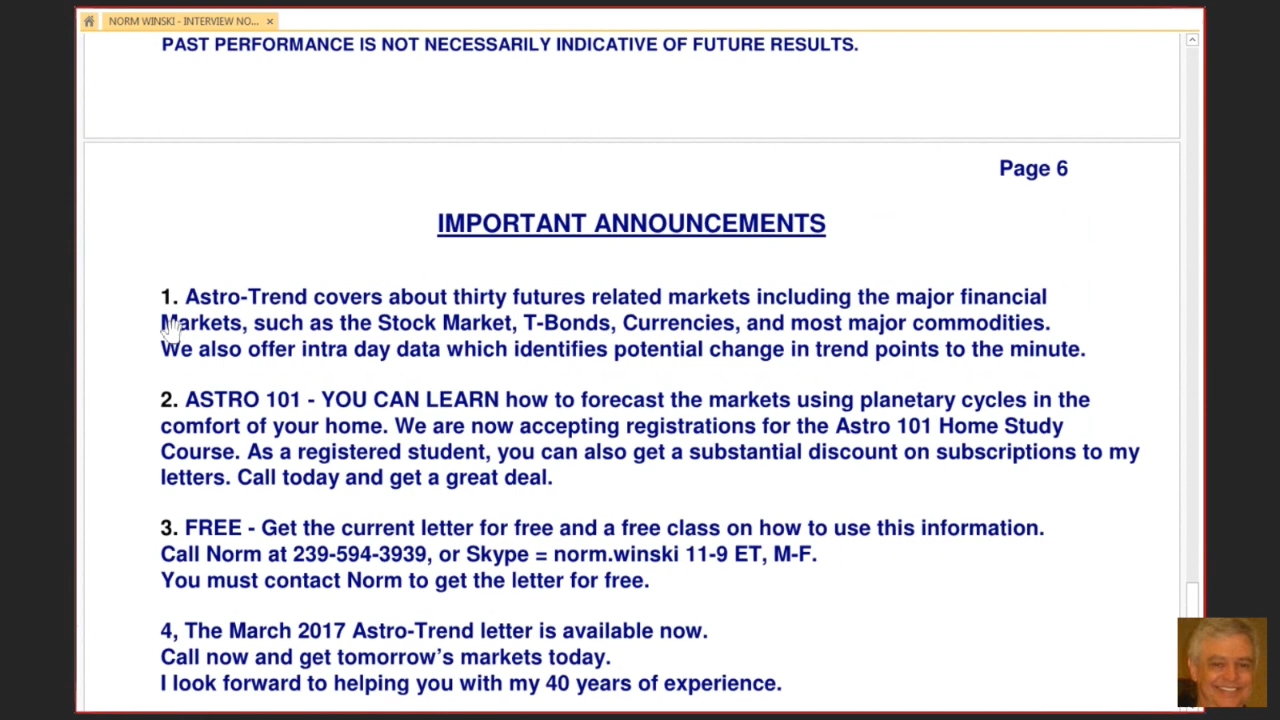 NORM WINSKI - INTERVIEW NO...
PAST PERFORMANCE IS NOT NECESSARILY INDICATIVE OF FUTURE RESULTS.
Page 6
IMPORTANT ANNOUNCEMENTS
1. Astro-Trend covers about thirty futures related markets including the major financial
Markets, such as the Stock Market, T-Bonds, Currencies, and most major commodities.
We also offer intra day data which identifies potential change in trend points to the minute.
2. ASTRO 101 - YOU CAN LEARN how to forecast the markets using planetary cycles in the
comfort of your home. We are now accepting registrations for the Astro 101 Home Study
Course. As a registered student, you can also get a substantial discount on subscriptions to my
letters. Call today and get a great deal.
3. FREE - Get the current letter for free and a free class on how to use this information.
Call Norm at 239-594-3939, or Skype = norm.winski 11-9 ET, M-F.
You must contact Norm to get the letter for free.
4, The March 2017 Astro-Trend letter is available now.
Call now and get tomorrow’s markets today.
I look forward to helping you with my 40 years of experience.